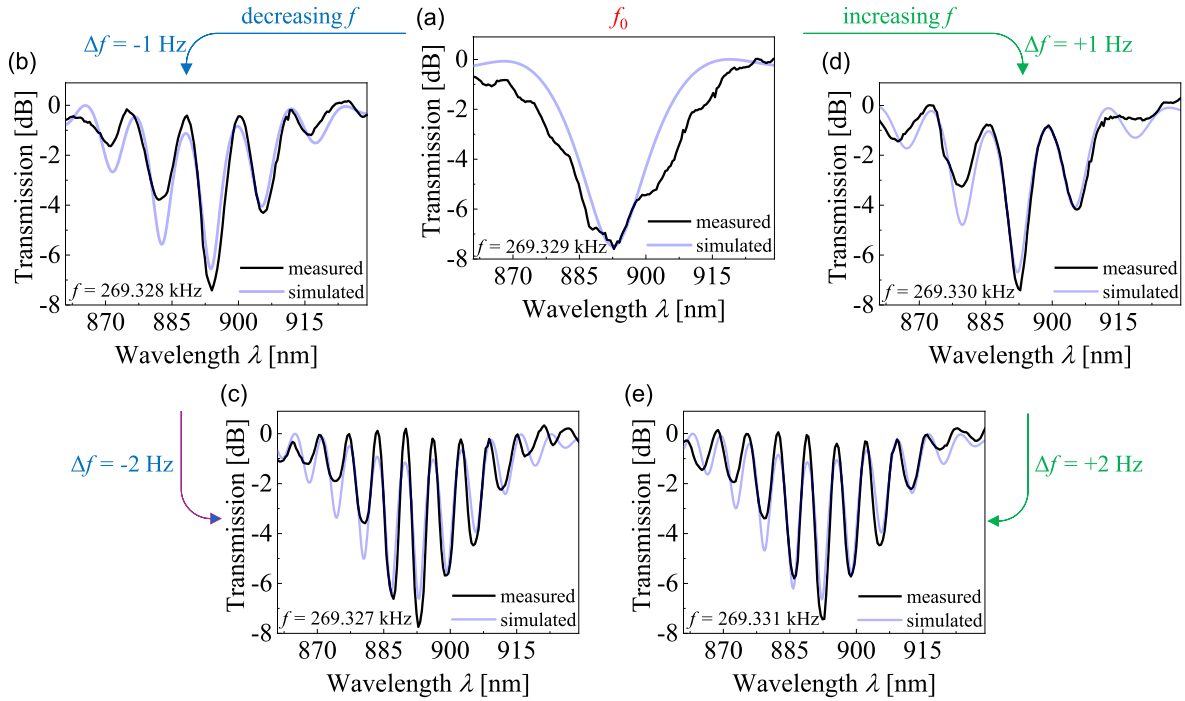 decreasing f
(a)
f₀
increasing f
Δf = -1 Hz
Δf = +1 Hz
(b)
0
-2
-4
-6
-8
Transmission [dB]
measured
simulated
f = 269.328 kHz
870 885 900 915
Wavelength λ [nm]
0
-2
-4
-6
-8
Transmission [dB]
measured
simulated
f = 269.329 kHz
870 885 900 915
Wavelength λ [nm]
(d)
0
-2
-4
-6
-8
Transmission [dB]
measured
simulated
f = 269.330 kHz
870 885 900 915
Wavelength λ [nm]
Δf = -2 Hz
(c)
0
-2
-4
-6
-8
Transmission [dB]
measured
simulated
f = 269.327 kHz
870 885 900 915
Wavelength λ [nm]
(e)
0
-2
-4
-6
-8
Transmission [dB]
measured
simulated
f = 269.331 kHz
870 885 900 915
Wavelength λ [nm]
Δf = +2 Hz